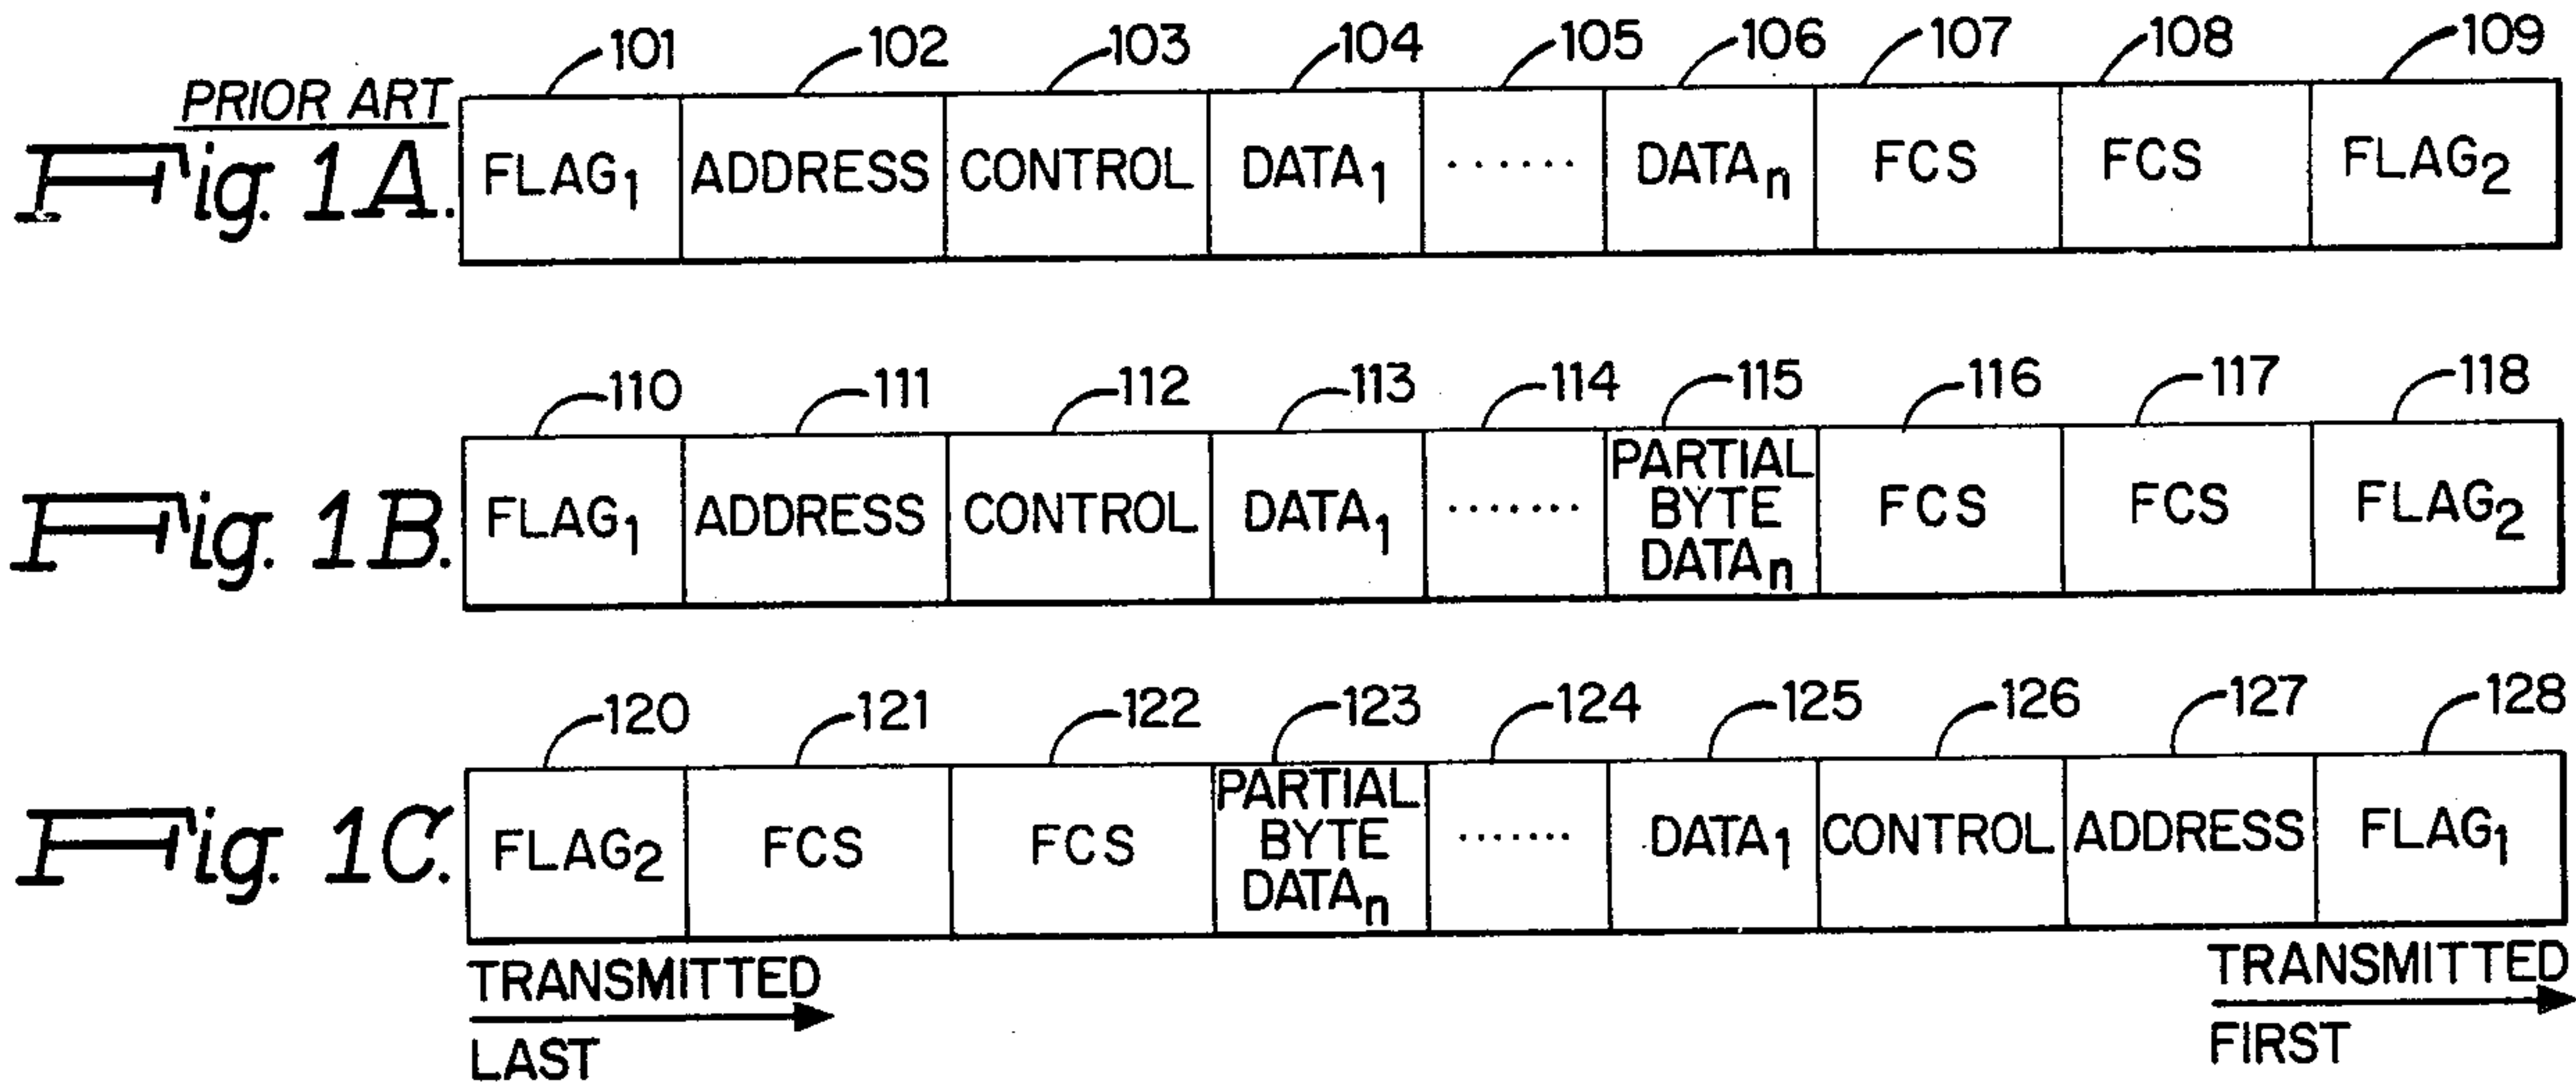 101 102 103 104 105 106 107 108 109
PRIOR ART
Fig. 1A.
FLAG1 ADDRESS CONTROL DATA1 ....... DATAn FCS FCS FLAG2
110 111 112 113 114 115 116 117 118
Fig. 1B.
FLAG1 ADDRESS CONTROL DATA1 ........ PARTIAL BYTE DATAn FCS FCS FLAG2
120 121 122 123 124 125 126 127 128
Fig. 1C.
FLAG2 FCS FCS PARTIAL BYTE DATAn ........ DATA1 CONTROL ADDRESS FLAG1
TRANSMITTED LAST
TRANSMITTED FIRST